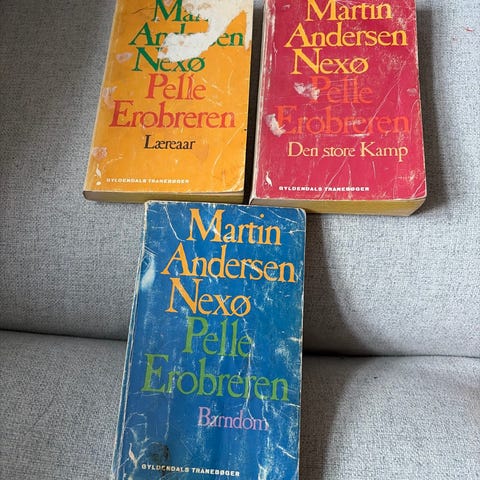 Martin
Andersen
Nexø
Pelle
Erobreren
Læreaar
GYLDENDALS TRANEBØGER
Martin
Andersen
Nexø
Pelle
Erobreren
Den store Kamp
GYLDENDALS TRANEBØGER
Martin
Andersen
Nexø
Pelle
Erobreren
Barndom
GYLDENDALS TRANEBØGER